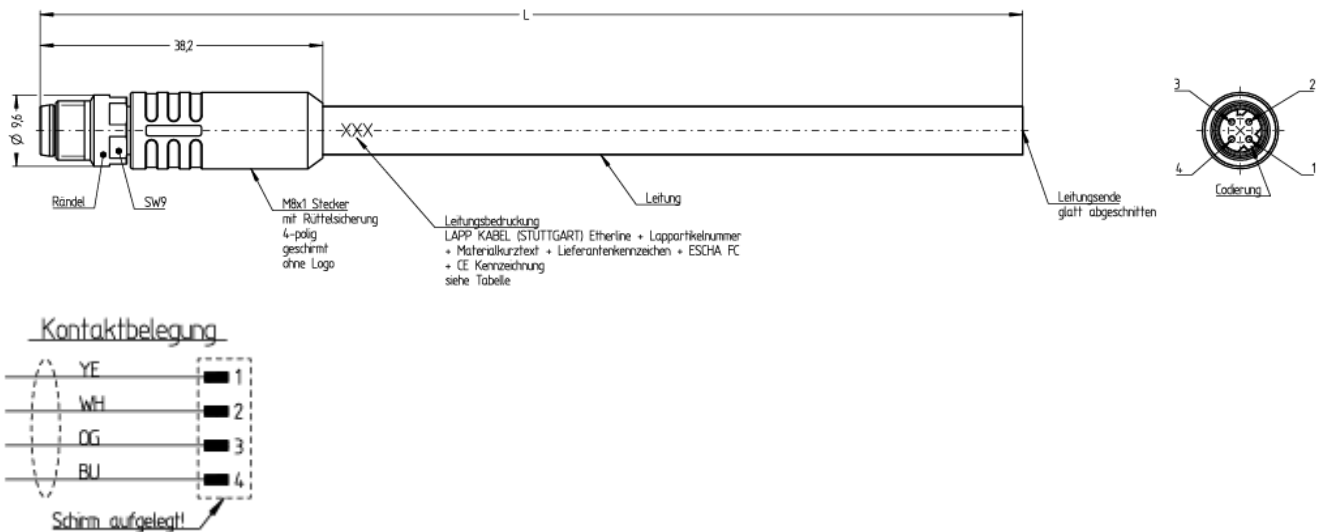 L
38,2
Ø 9,6
XXX
Rändel
SW9
M8x1 Stecker
mit Rüttelsicherung
4-polig
geschirmt
ohne Logo
Leitungsbedruckung
LAPP KABEL (STUTTGART) Etherline + Lappartikelnummer
+ Materialkurztext + Lieferantenkennzeichen + ESCHA FC
+ CE Kennzeichnung
siehe Tabelle
Leitung
Leitungsende
glatt abgeschnitten
3
2
4
1
Codierung
Kontaktbelegung
YE 1
WH 2
OG 3
BU 4
Schirm aufgelegt!